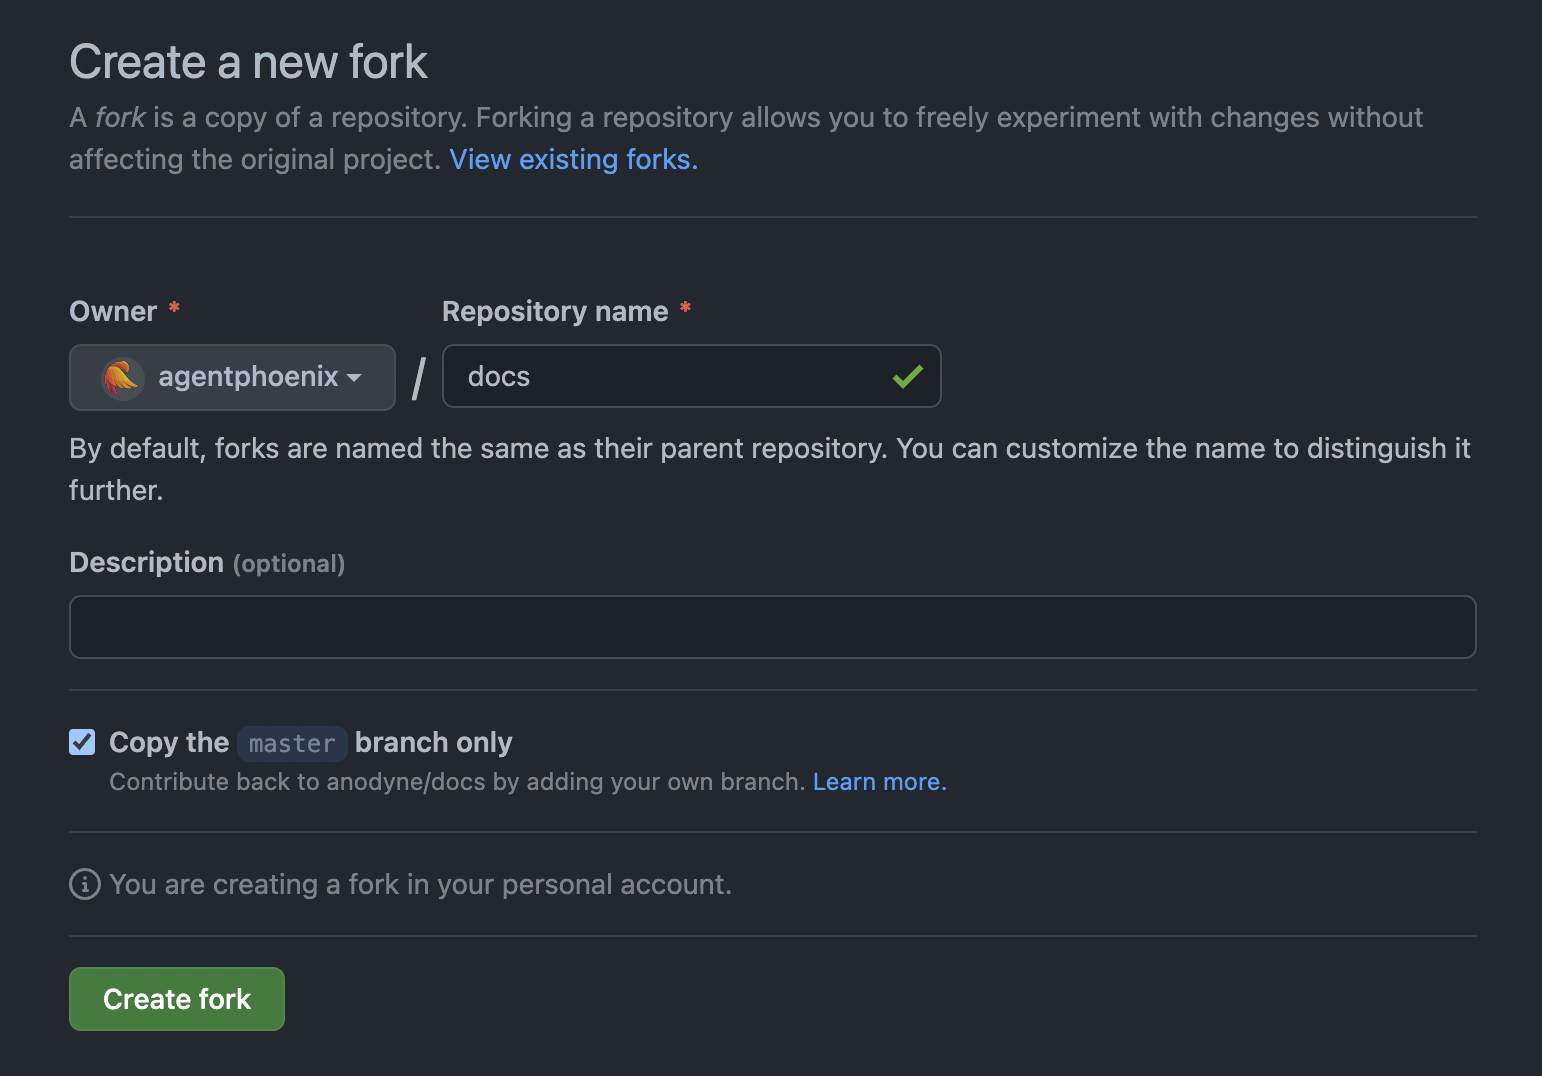 Create a new fork
A fork is a copy of a repository. Forking a repository allows you to freely experiment with changes without
affecting the original project. View existing forks.
Owner * Repository name *
agentphoenix / docs
By default, forks are named the same as their parent repository. You can customize the name to distinguish it
further.
Description (optional)
Copy the master branch only
Contribute back to anodyne/docs by adding your own branch. Learn more.
You are creating a fork in your personal account.
Create fork